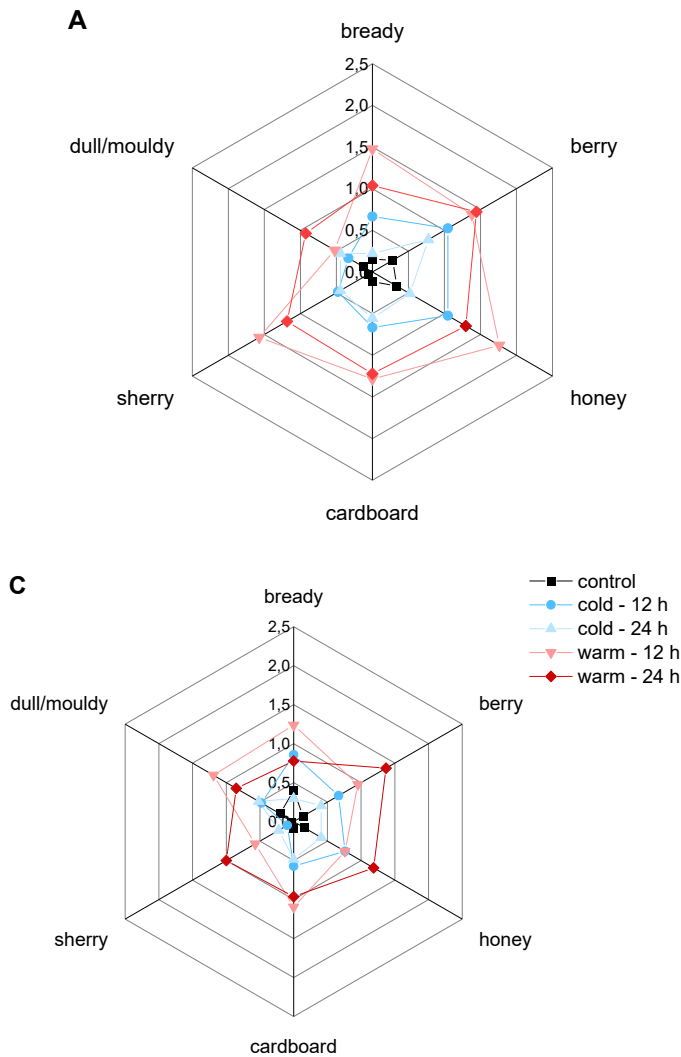 A
bready
2,5
2,0
1,5
1,0
0,5
0,0
dull/mouldy
berry
sherry
honey
cardboard
C
control
cold - 12 h
cold - 24 h
warm - 12 h
warm - 24 h
bready
2,5
2,0
1,5
1,0
0,5
dull/mouldy
berry
sherry
honey
cardboard